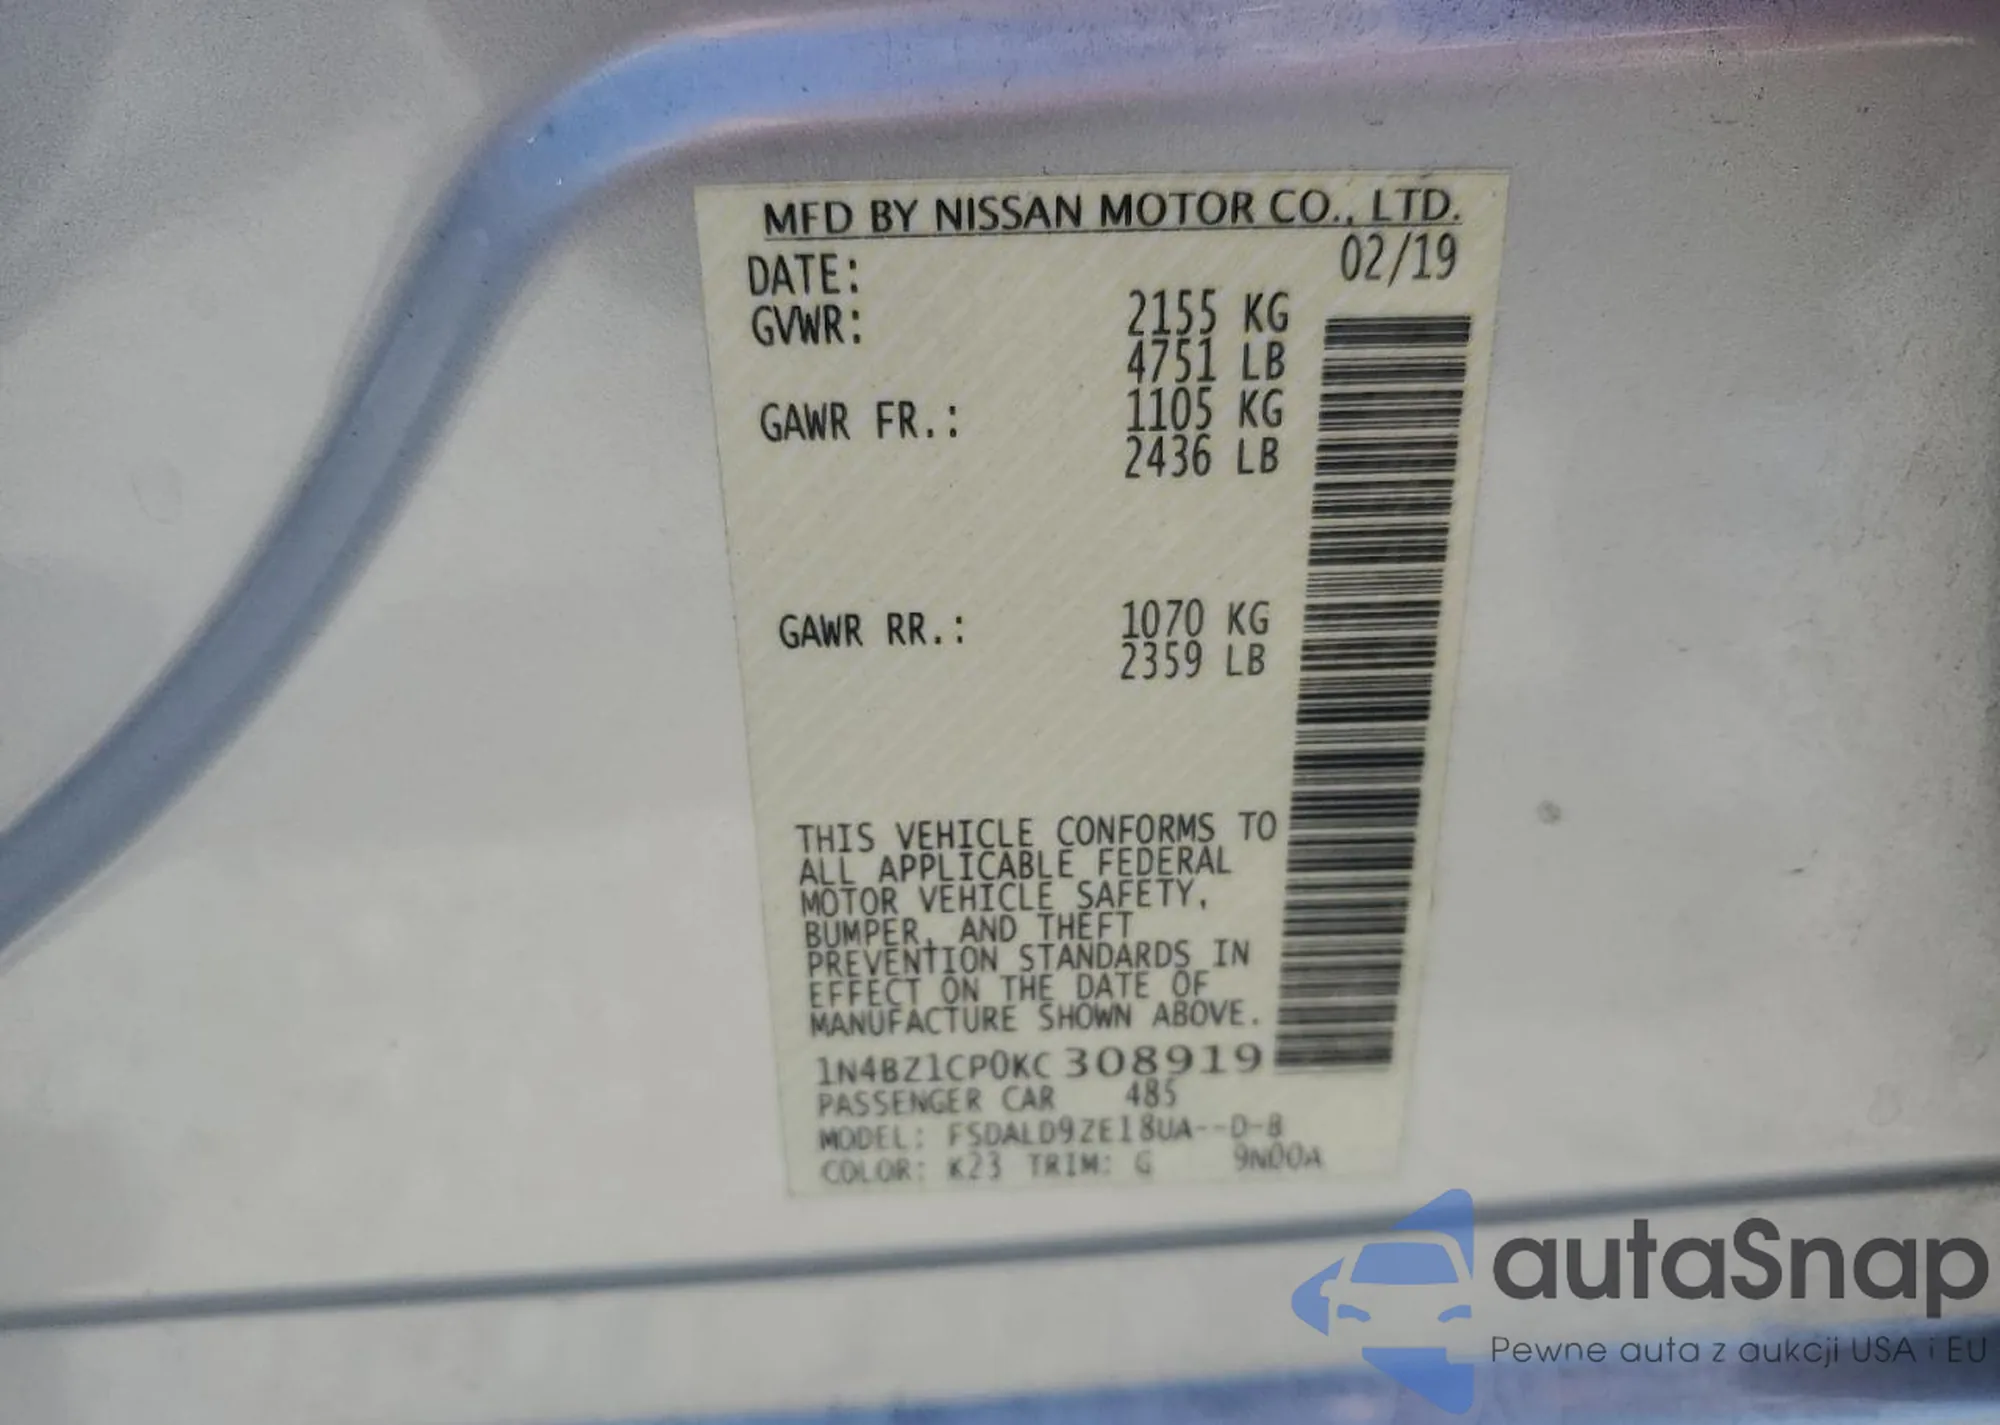 MFD BY NISSAN MOTOR CO., LTD.
DATE: 02/19
GVWR: 2155 KG
4751 LB
GAWR FR.: 1105 KG
2436 LB
GAWR RR.: 1070 KG
2359 LB
THIS VEHICLE CONFORMS TO
ALL APPLICABLE FEDERAL
MOTOR VEHICLE SAFETY,
BUMPER, AND THEFT
PREVENTION STANDARDS IN
EFFECT ON THE DATE OF
MANUFACTURE SHOWN ABOVE.
1N4BZ1CP0KC308919
PASSENGER CAR 485
MODEL: FSDALD9ZE18UA--D-B
COLOR: K23 TRIM: G 9N00A
autaSnap
Pewne auta z aukcji USA i EU